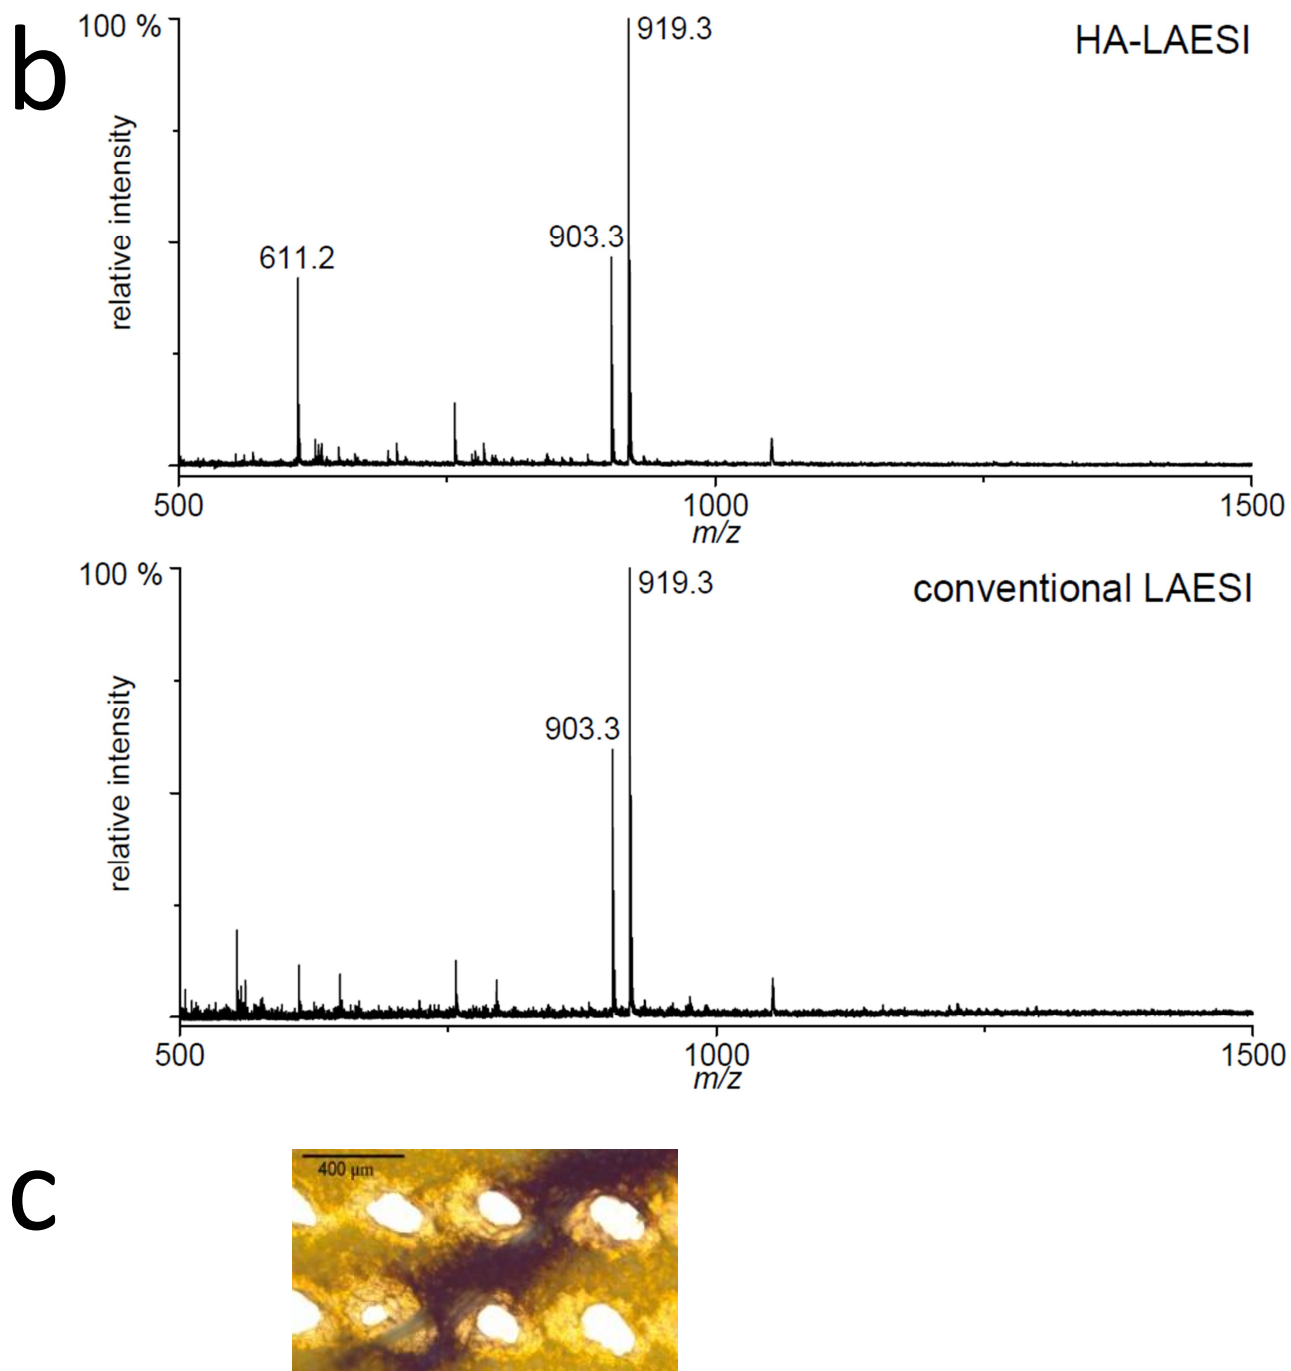 b
100 %
919.3
HA-LAESI
relative intensity
903.3
611.2
500
1000
1500
m/z
100 %
919.3
conventional LAESI
relative intensity
903.3
500
1000
1500
m/z
c
400 µm